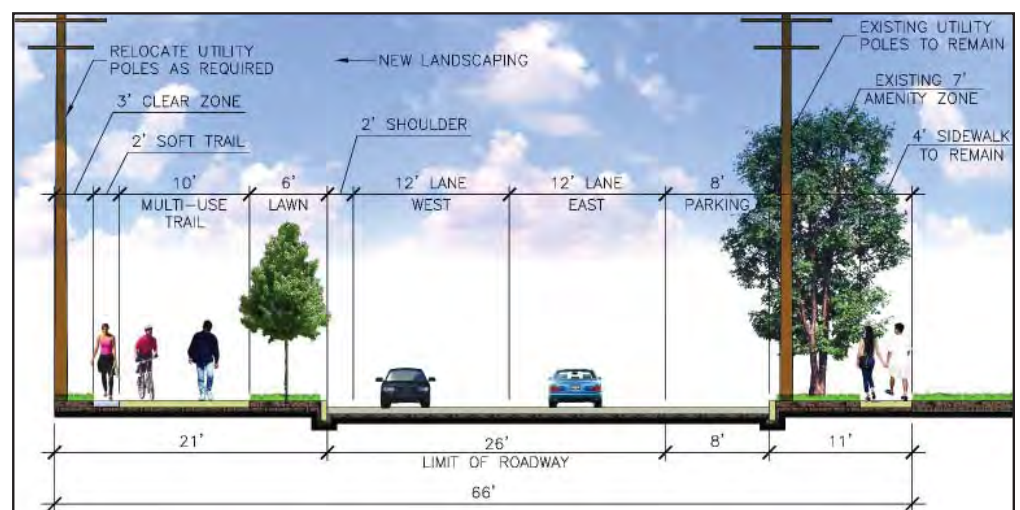 RELOCATE UTILITY
POLES AS REQUIRED
NEW LANDSCAPING
EXISTING UTILITY
POLES TO REMAIN
3' CLEAR ZONE
EXISTING 7'
AMENITY ZONE
2' SOFT TRAIL
2' SHOULDER
4' SIDEWALK
TO REMAIN
10'
MULTI-USE
TRAIL
6'
LAWN
12' LANE
WEST
12' LANE
EAST
8'
PARKING
21'
26'
LIMIT OF ROADWAY
8'
11'
66'